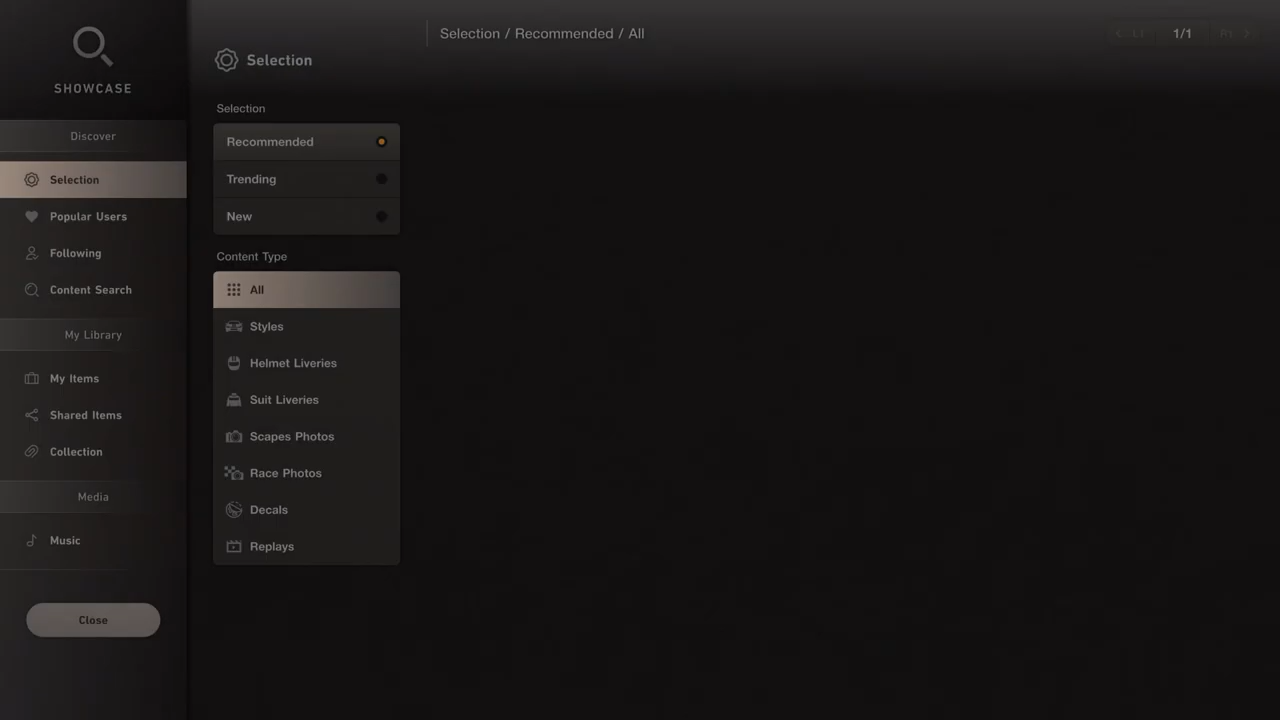 SHOWCASE
Discover
Selection
Popular Users
Following
Content Search
My Library
My Items
Shared Items
Collection
Media
Music
Close
Selection
Selection
Recommended
Trending
New
Content Type
All
Styles
Helmet Liveries
Suit Liveries
Scapes Photos
Race Photos
Decals
Replays
Selection / Recommended / All
L1 1/1 R1